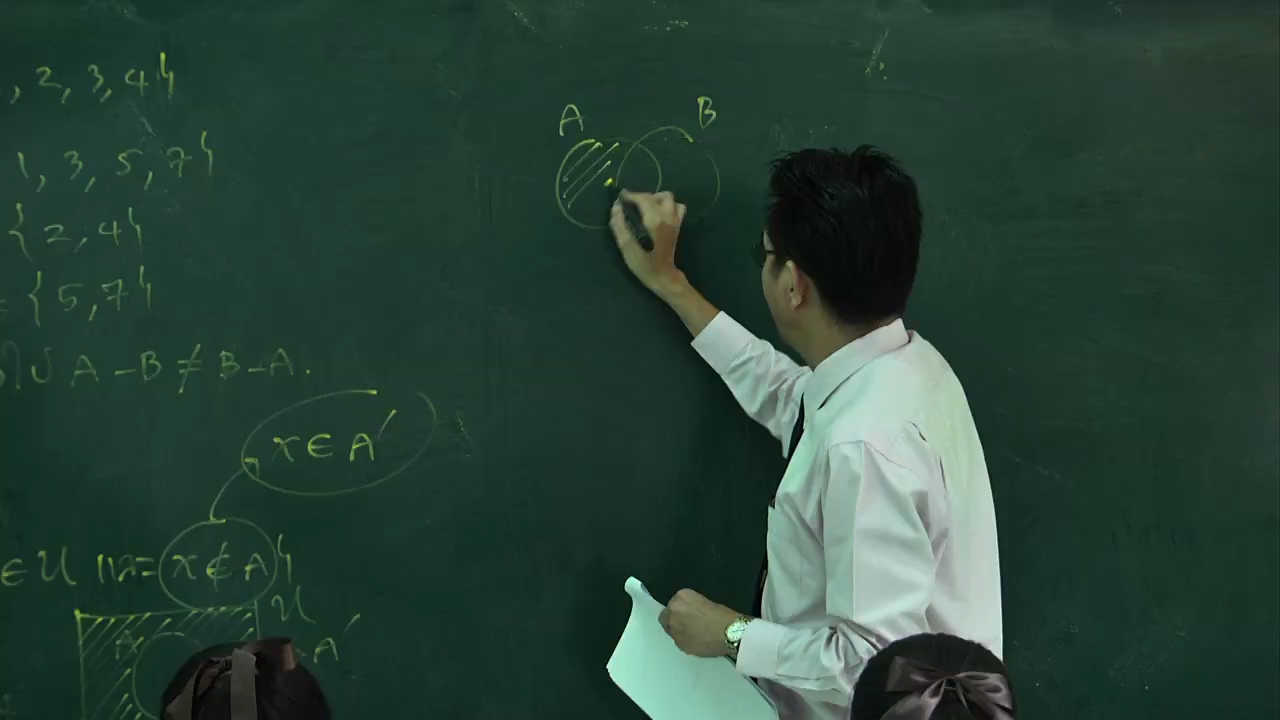 , 2, 3, 4}
1, 3, 5, 7}
{2, 4}
= {5, 7}
A - B ≠ B - A.
x ∈ A′
∈ U และ x ∉ A}
U
A
A′
A B